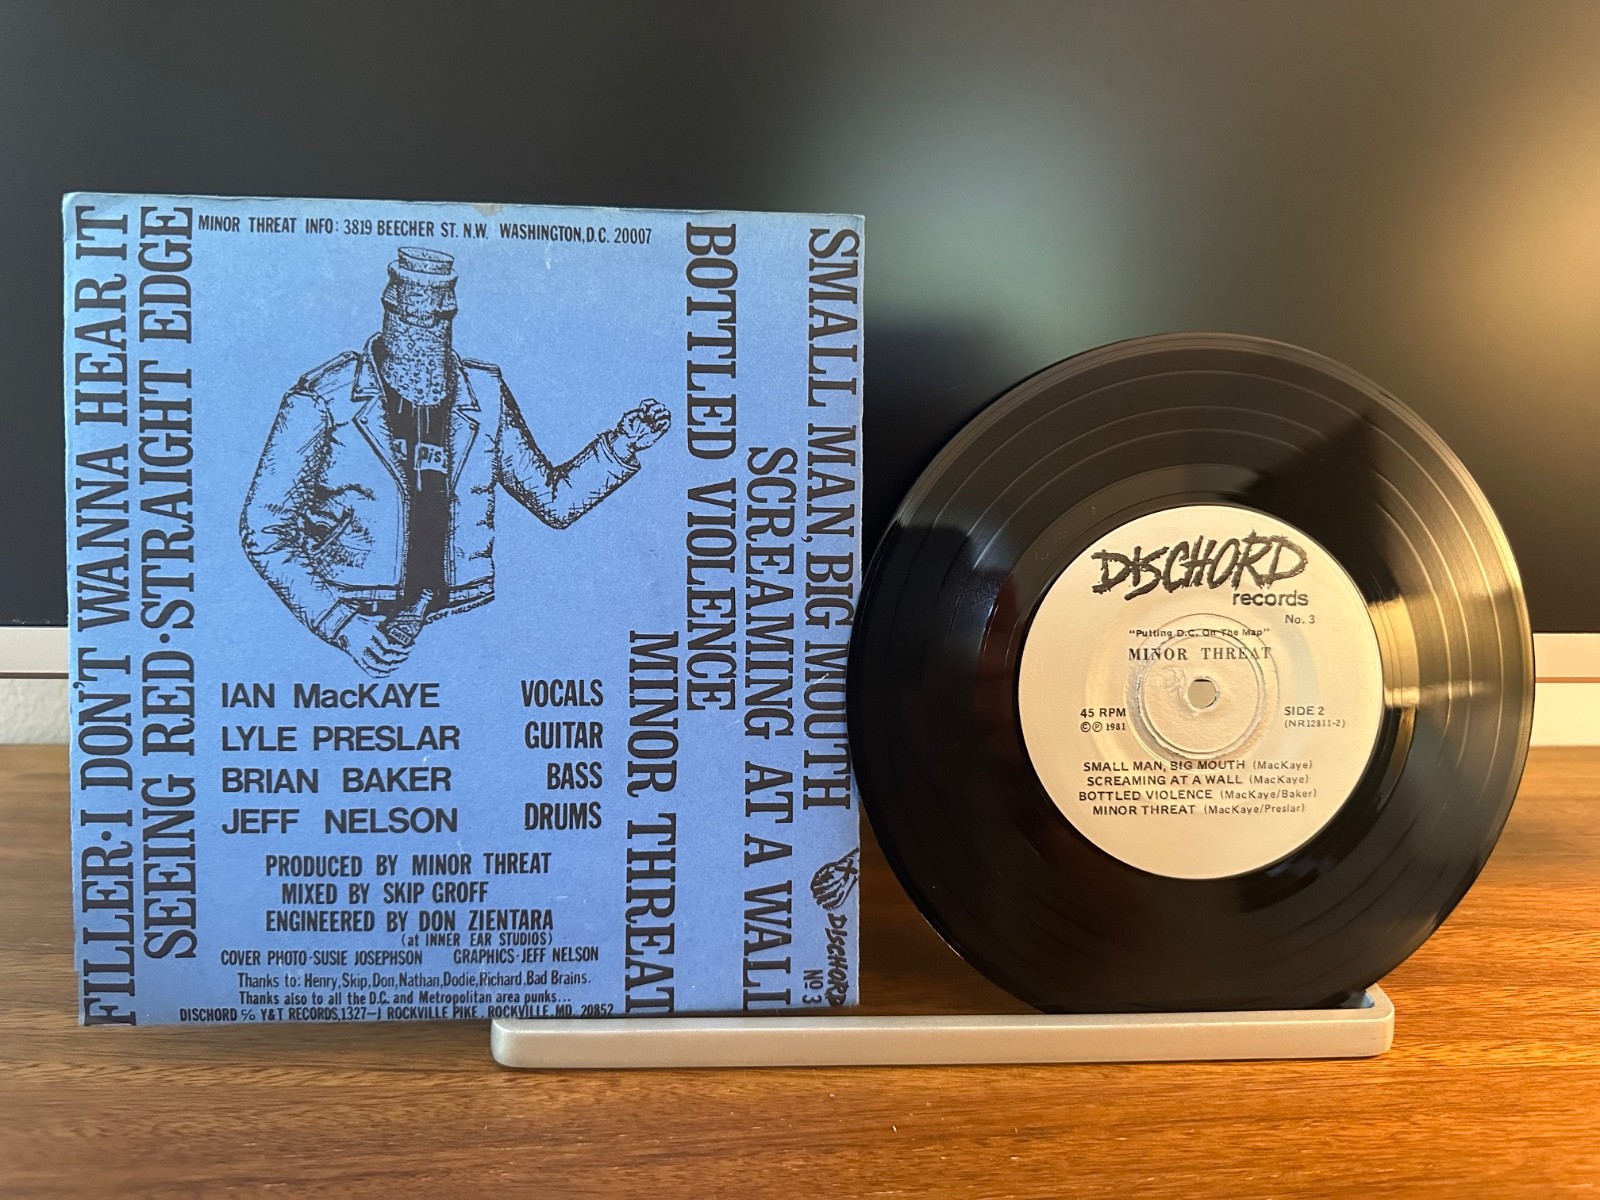 MINOR THREAT INFO: 3819 BEECHER ST. N.W. WASHINGTON, D.C. 20007
FILLER·I DON'T WANNA HEAR IT
SEEING RED·STRAIGHT EDGE
SMALL MAN, BIG MOUTH
SCREAMING AT A WALL
BOTTLED VIOLENCE
MINOR THREAT
Dis.
JEFF NELSON
IAN MacKAYE VOCALS
LYLE PRESLAR GUITAR
BRIAN BAKER BASS
JEFF NELSON DRUMS
PRODUCED BY MINOR THREAT
MIXED BY SKIP GROFF
ENGINEERED BY DON ZIENTARA
(at INNER EAR STUDIOS)
COVER PHOTO-SUSIE JOSEPHSON GRAPHICS-JEFF NELSON
Thanks to: Henry, Skip, Don, Nathan, Dodie, Richard, Bad Brains.
Thanks also to all the D.C. and Metropolitan area punks...
DISCHORD c/o Y&T RECORDS, 1327-J ROCKVILLE PIKE, ROCKVILLE, MD. 20852
DISCHORD
Nº 3
DISCHORD
records
No. 3
"Putting D.C. On The Map"
MINOR THREAT
45 RPM
©℗ 1981
SIDE 2
(NR12811-2)
SMALL MAN, BIG MOUTH (MacKaye)
SCREAMING AT A WALL (MacKaye)
BOTTLED VIOLENCE (MacKaye/Baker)
MINOR THREAT (MacKaye/Preslar)